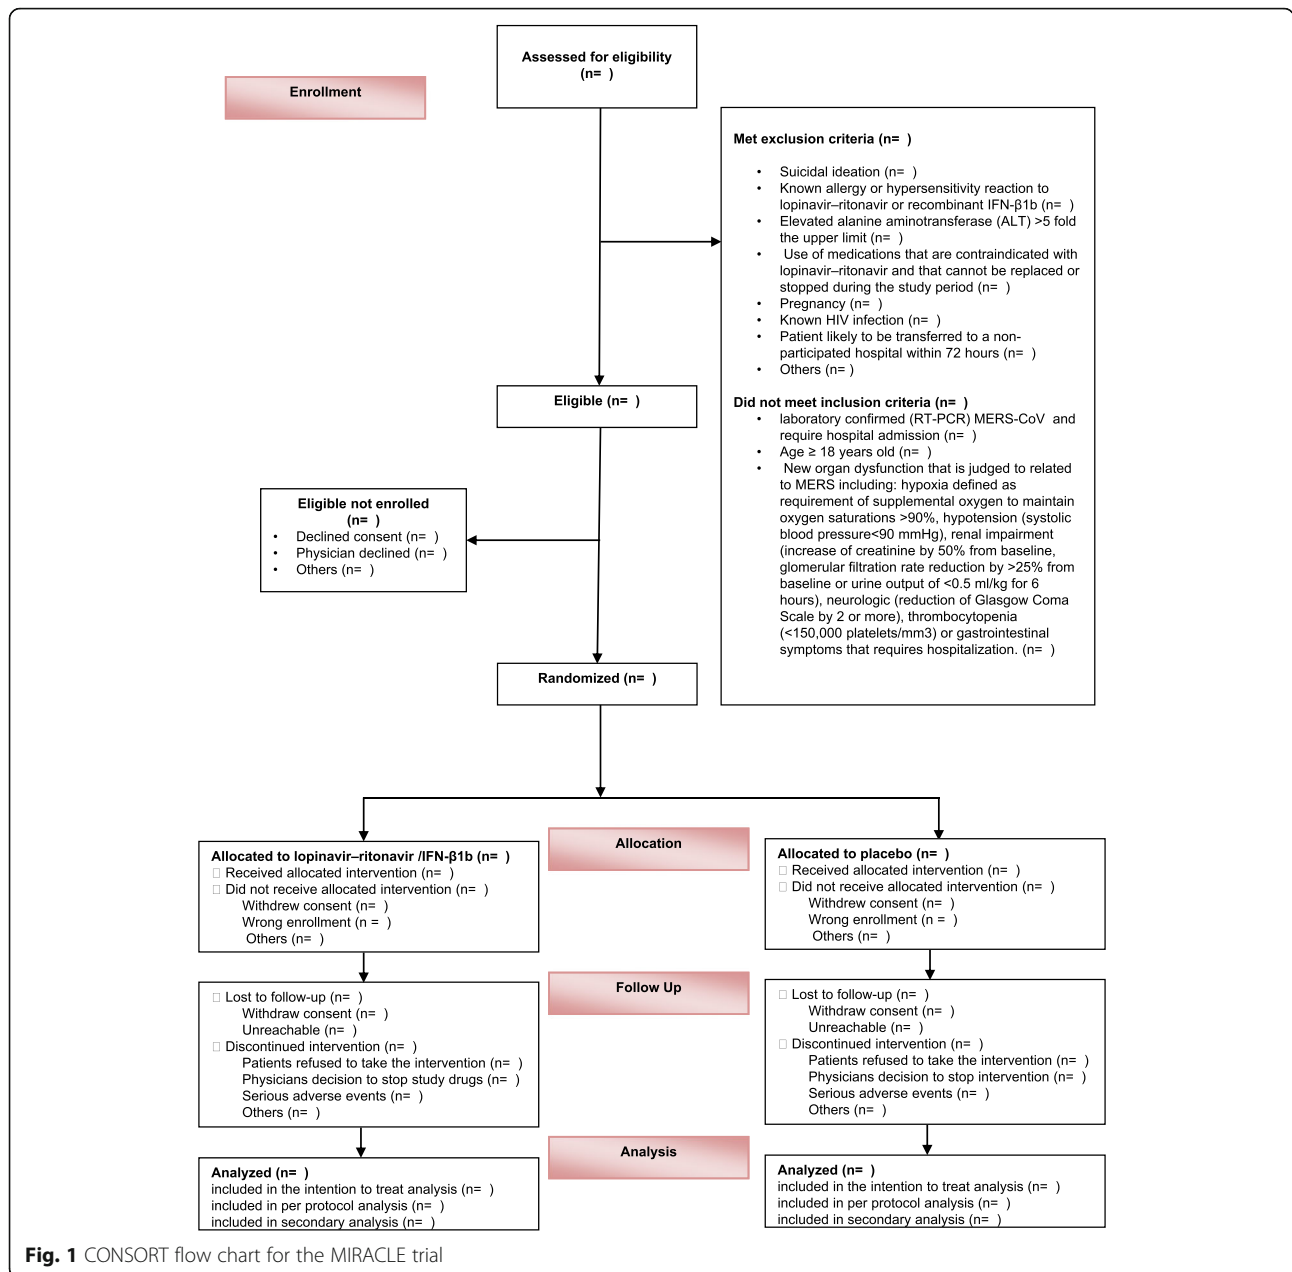 Assessed for eligibility
(n=  )
Enrollment
Met exclusion criteria (n=  )
•	Suicidal ideation (n=  )
•	Known allergy or hypersensitivity reaction to
lopinavir–ritonavir or recombinant IFN-β1b (n=  )
•	Elevated alanine aminotransferase (ALT) >5 fold
the upper limit (n=  )
•	Use of medications that are contraindicated with
lopinavir–ritonavir and that cannot be replaced or
stopped during the study period (n=  )
•	Pregnancy (n=  )
•	Known HIV infection (n=  )
•	Patient likely to be transferred to a non-
participated hospital within 72 hours (n=  )
•	Others (n= )
Did not meet inclusion criteria (n=  )
•	laboratory confirmed (RT-PCR) MERS-CoV  and
require hospital admission (n=  )
•	Age ≥ 18 years old (n=  )
•	New organ dysfunction that is judged to related
to MERS including: hypoxia defined as
requirement of supplemental oxygen to maintain
oxygen saturations >90%, hypotension (systolic
blood pressure<90 mmHg), renal impairment
(increase of creatinine by 50% from baseline,
glomerular filtration rate reduction by >25% from
baseline or urine output of <0.5 ml/kg for 6
hours), neurologic (reduction of Glasgow Coma
Scale by 2 or more), thrombocytopenia
(<150,000 platelets/mm3) or gastrointestinal
symptoms that requires hospitalization. (n=  )
Eligible (n=  )
Eligible not enrolled
(n=  )
•	Declined consent (n=  )
•	Physician declined (n=  )
•	Others (n=  )
Randomized (n=  )
Allocation
Allocated to lopinavir–ritonavir /IFN-β1b (n=  )
Received allocated intervention (n=  )
Did not receive allocated intervention (n=  )
Withdrew consent (n=  )
Wrong enrollment (n =  )
Others (n=  )
Allocated to placebo (n=  )
Received allocated intervention (n=  )
Did not receive allocated intervention (n=  )
Withdrew consent (n=  )
Wrong enrollment (n =  )
Others (n=  )
Follow Up
Lost to follow-up (n=  )
Withdraw consent (n=  )
Unreachable (n=  )
Discontinued intervention (n=  )
Patients refused to take the intervention (n=  )
Physicians decision to stop study drugs (n=  )
Serious adverse events (n=  )
Others (n=  )
Lost to follow-up (n=  )
Withdraw consent (n=  )
Unreachable (n=  )
Discontinued intervention (n=  )
Patients refused to take the intervention (n=  )
Physicians decision to stop intervention (n=  )
Serious adverse events (n=  )
Others (n=  )
Analysis
Analyzed (n=  )
included in the intention to treat analysis (n=  )
included in per protocol analysis (n=  )
included in secondary analysis (n=  )
Analyzed (n=  )
included in the intention to treat analysis (n=  )
included in per protocol analysis (n=  )
included in secondary analysis (n=  )
Fig. 1 CONSORT flow chart for the MIRACLE trial